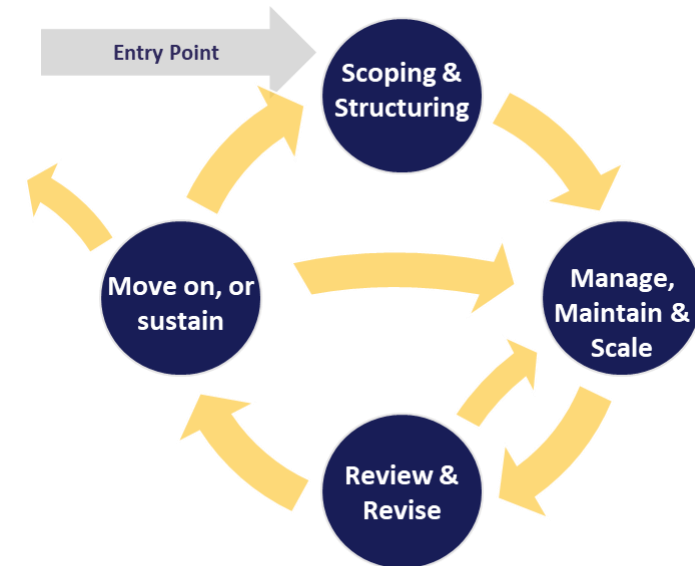 Entry Point
Scoping &
Structuring
Move on, or
sustain
Manage,
Maintain &
Scale
Review &
Revise